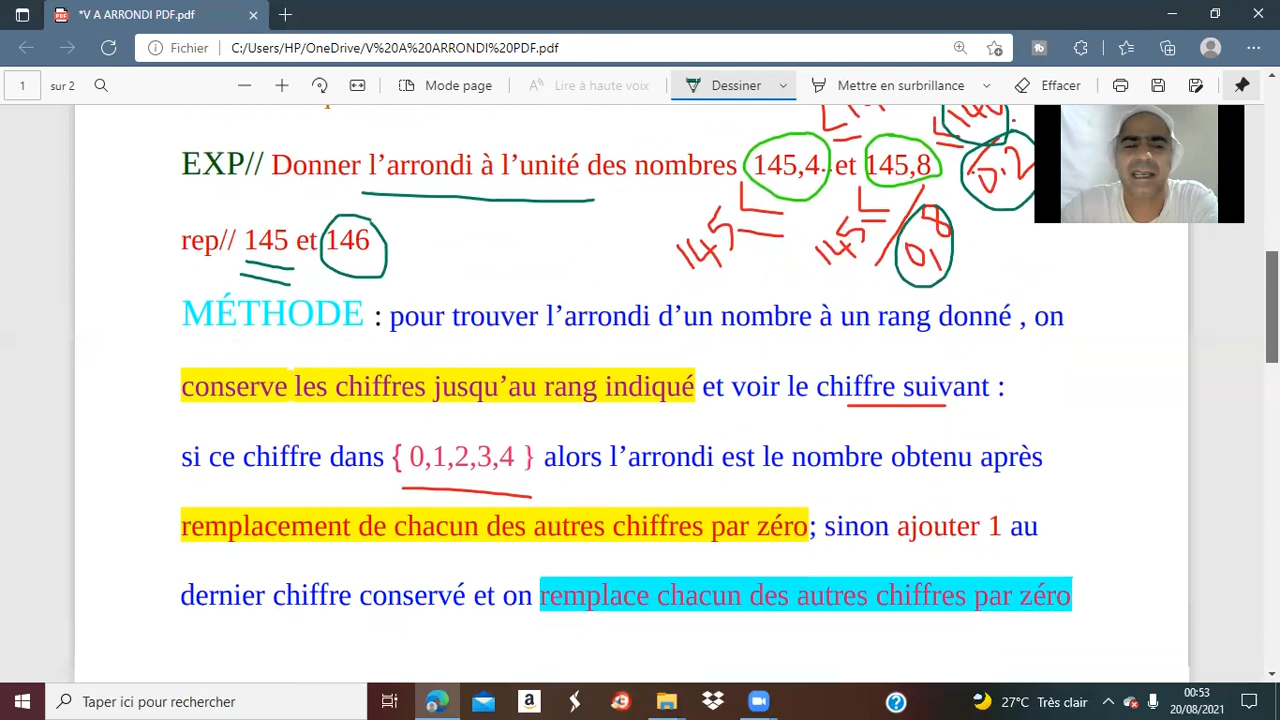 *V A ARRONDI PDF.pdf
Fichier C:/Users/HP/OneDrive/V%20A%20ARRONDI%20PDF.pdf
1 sur 2 Mode page Lire à haute voix Dessiner Mettre en surbrillance Effacer
EXP// Donner l’arrondi à l’unité des nombres 145,4 et 145,8 0.2
145 145 8
01
rep// 145 et 146
MÉTHODE : pour trouver l’arrondi d’un nombre à un rang donné , on
conserve les chiffres jusqu’au rang indiqué et voir le chiffre suivant :
si ce chiffre dans { 0,1,2,3,4 } alors l’arrondi est le nombre obtenu après
remplacement de chacun des autres chiffres par zéro; sinon ajouter 1 au
dernier chiffre conservé et on remplace chacun des autres chiffres par zéro
Taper ici pour rechercher 27°C Très clair 00:53
20/08/2021